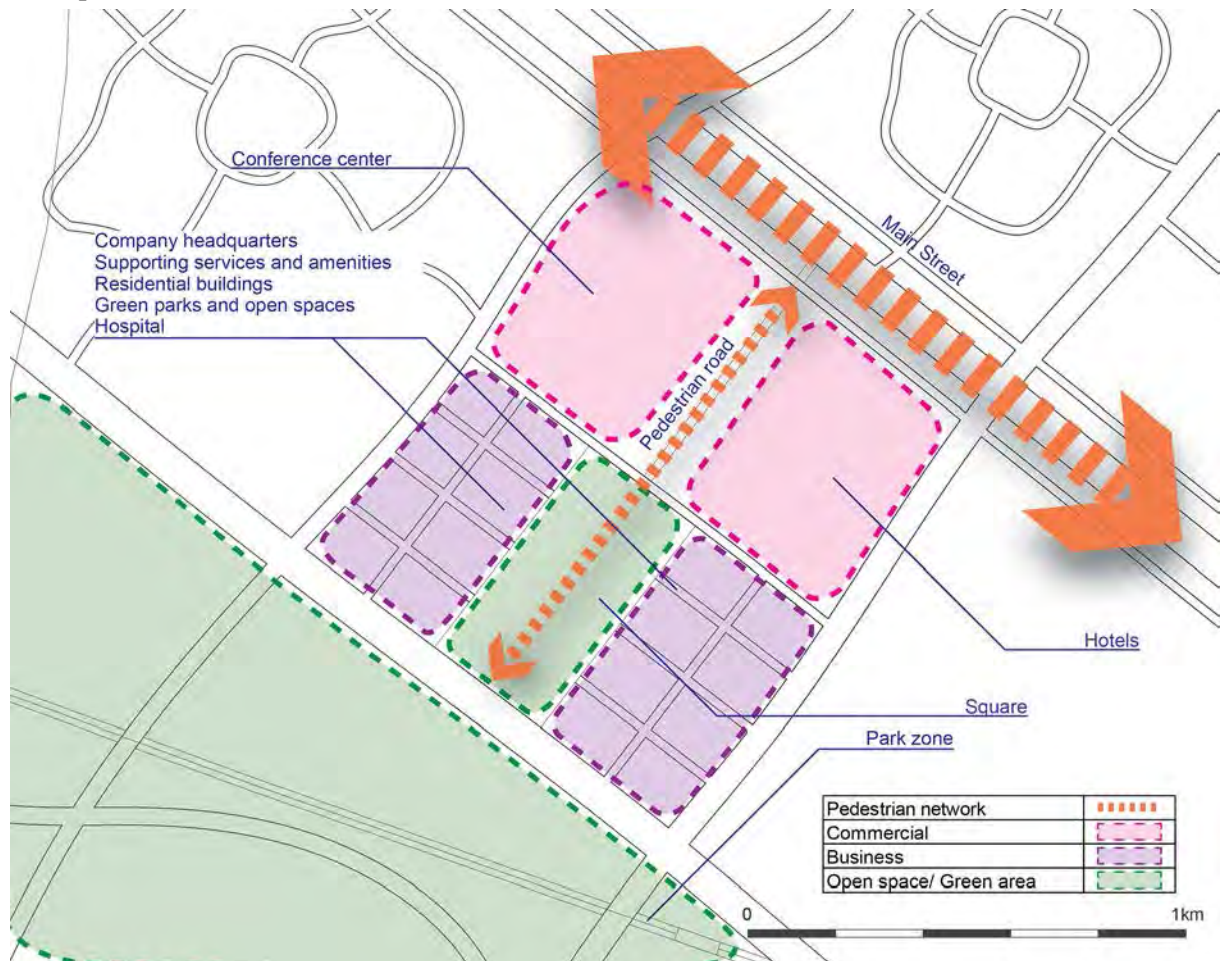 Conference center
Company headquarters
Supporting services and amenities
Residential buildings
Green parks and open spaces
Hospital
Main Street
Pedestrian road
Hotels
Square
Park zone
Pedestrian network
Commercial
Business
Open space/ Green area
0 1km